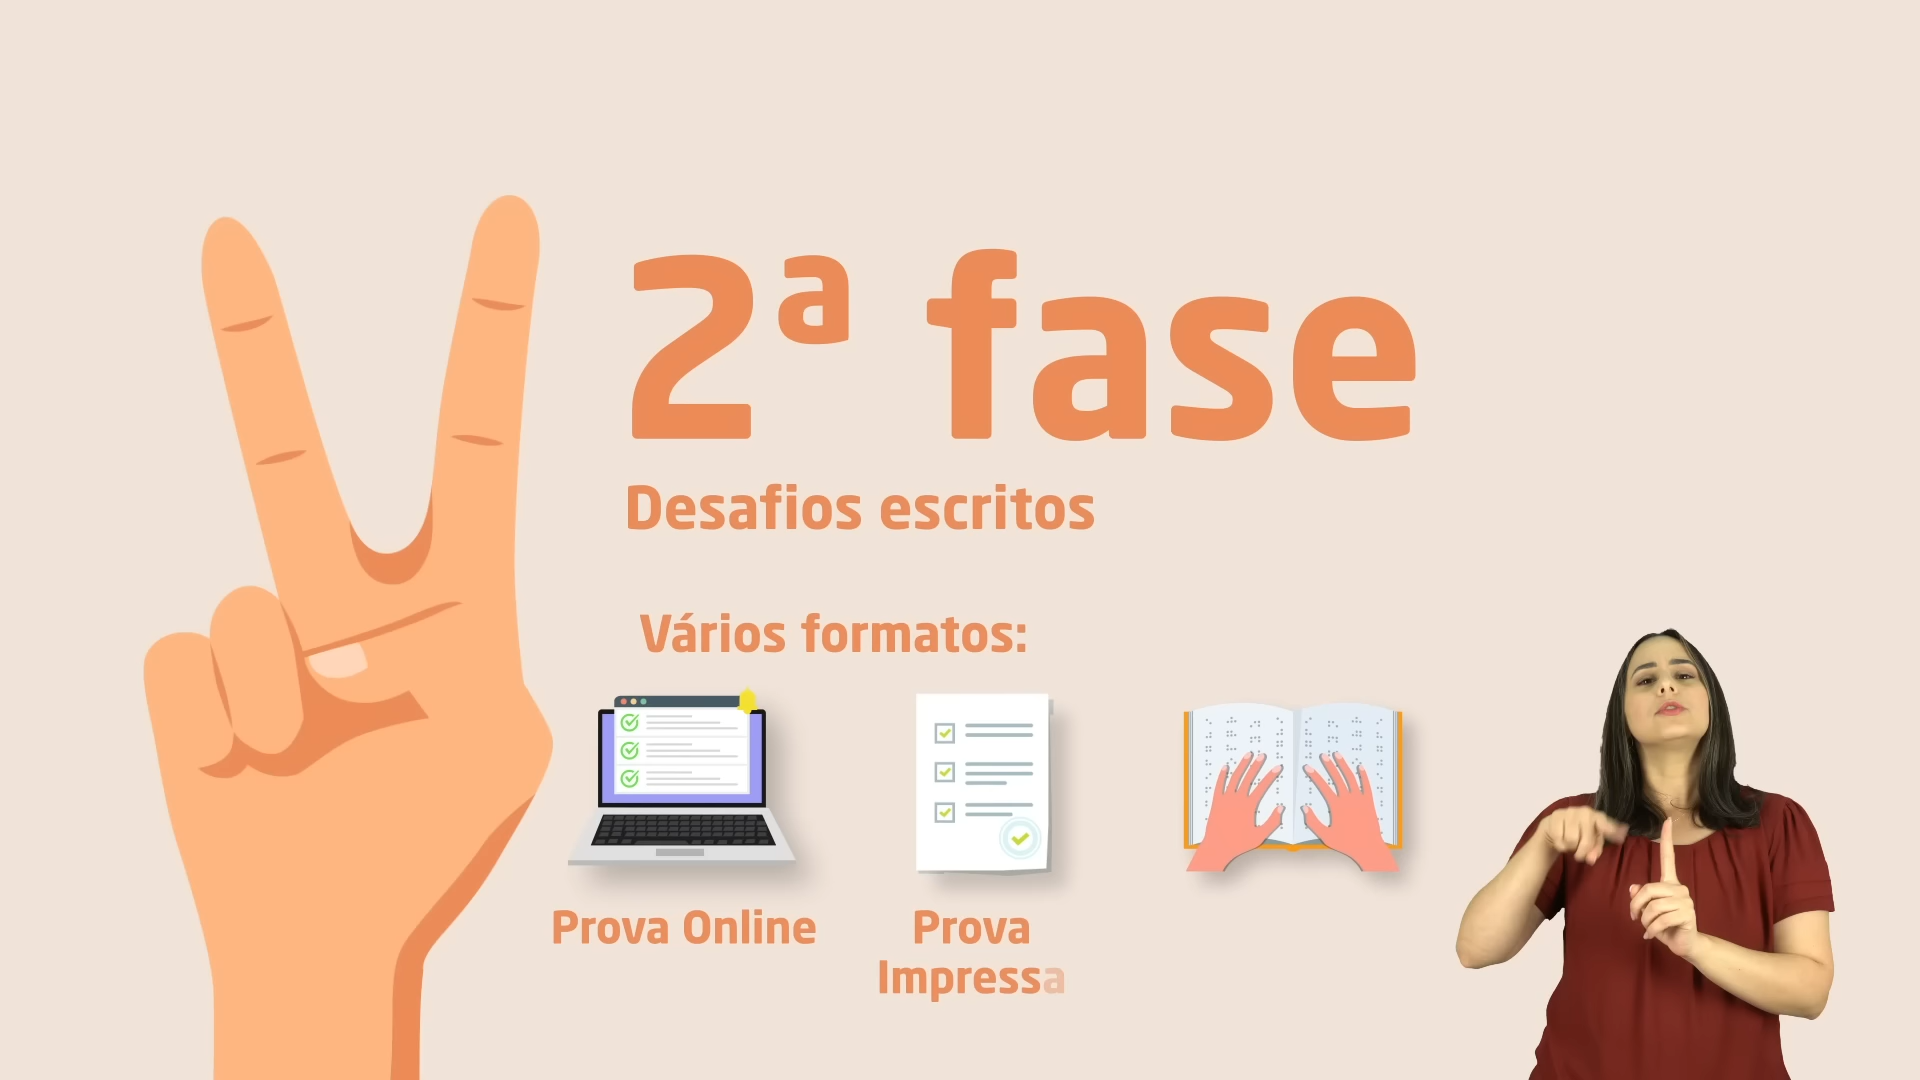 2ª fase
Desafios escritos
Vários formatos:
Prova Online
Prova
Impressa